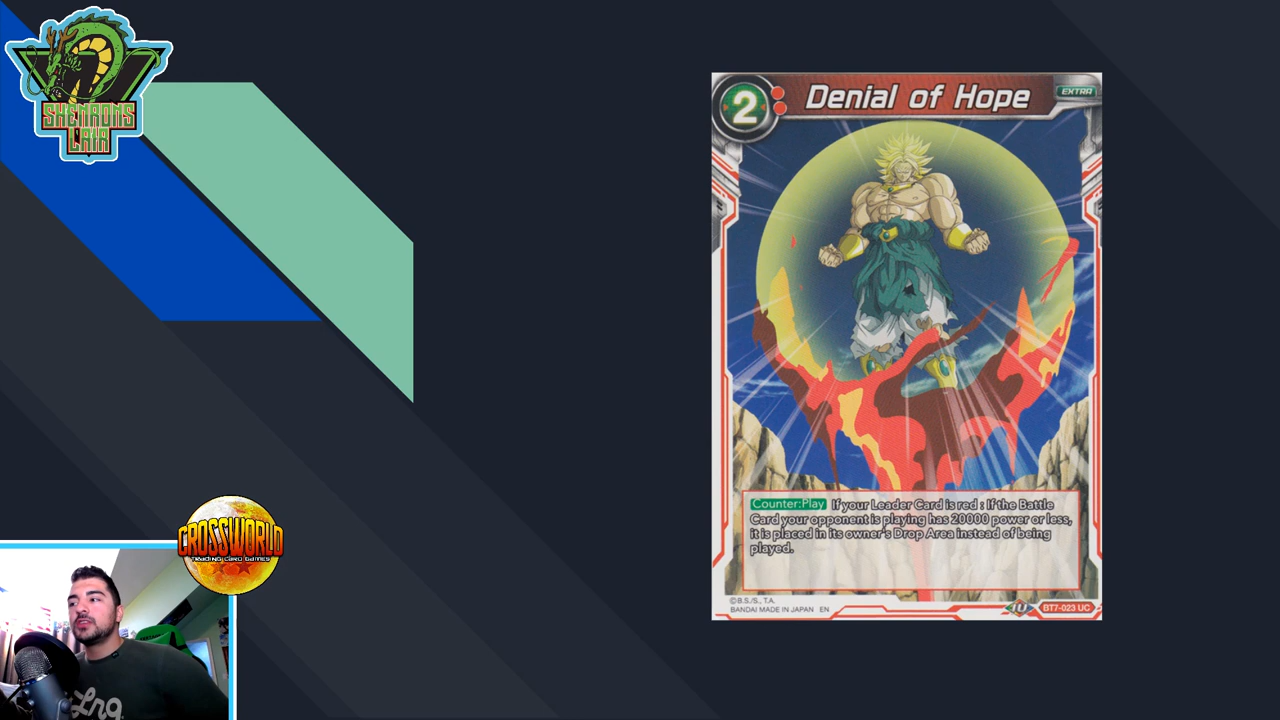 SHENRONS
LAIR
2
Denial of Hope
EXTRA
Counter:Play If your Leader Card is red : If the Battle
Card your opponent is playing has 20000 power or less,
it is placed in its owner's Drop Area instead of being
played.
©B.S./S., T.A.
BANDAI MADE IN JAPAN EN
1U
BT7-023 UC
CROSSWORLD
TRADING CARD GAMES
Lrg